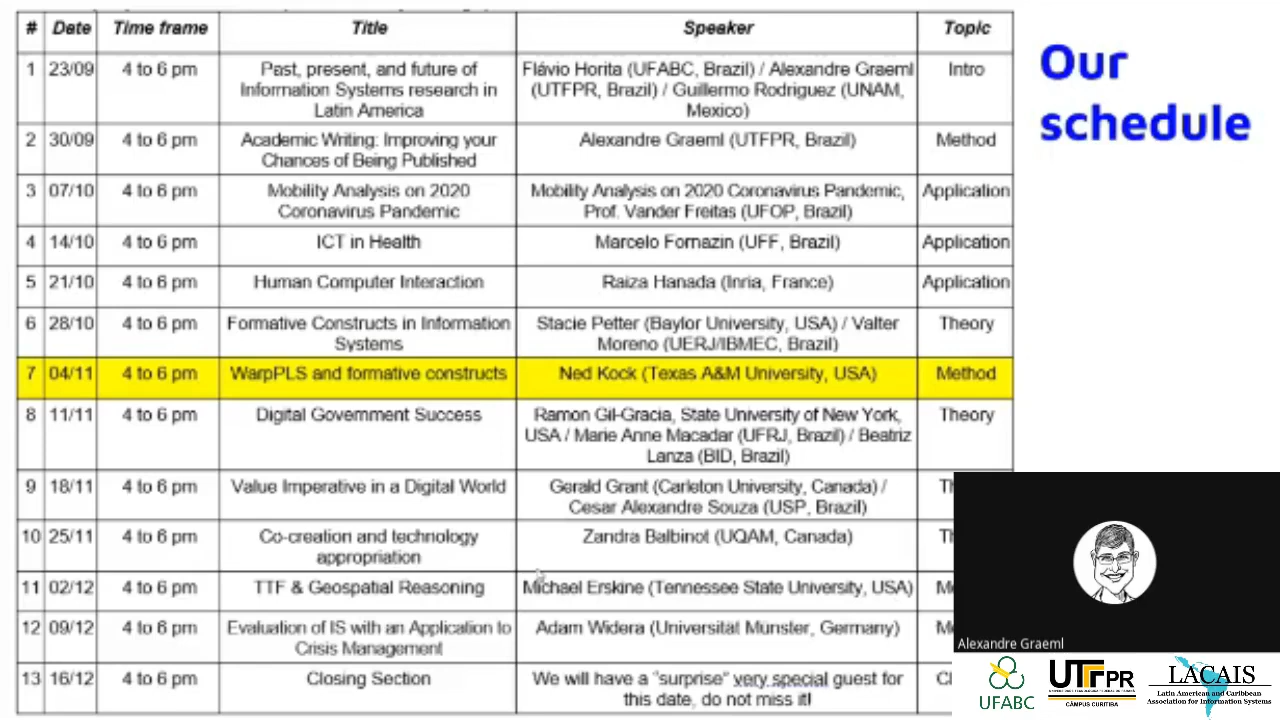 # Date Time frame Title Speaker Topic
1 23/09 4 to 6 pm Past, present, and future of Information Systems research in Latin America Flávio Horita (UFABC, Brazil) / Alexandre Graeml (UTFPR, Brazil) / Guillermo Rodriguez (UNAM, Mexico) Intro
2 30/09 4 to 6 pm Academic Writing: Improving your Chances of Being Published Alexandre Graeml (UTFPR, Brazil) Method
3 07/10 4 to 6 pm Mobility Analysis on 2020 Coronavirus Pandemic Mobility Analysis on 2020 Coronavirus Pandemic, Prof. Vander Freitas (UFOP, Brazil) Application
4 14/10 4 to 6 pm ICT in Health Marcelo Fornazin (UFF, Brazil) Application
5 21/10 4 to 6 pm Human Computer Interaction Raiza Hanada (Inria, France) Application
6 28/10 4 to 6 pm Formative Constructs in Information Systems Stacie Petter (Baylor University, USA) / Valter Moreno (UERJ/IBMEC, Brazil) Theory
7 04/11 4 to 6 pm WarpPLS and formative constructs Ned Kock (Texas A&M University, USA) Method
8 11/11 4 to 6 pm Digital Government Success Ramon Gil-Gracia, State University of New York, USA / Marie Anne Macadar (UFRJ, Brazil) / Beatriz Lanza (BID, Brazil) Theory
9 18/11 4 to 6 pm Value Imperative in a Digital World Gerald Grant (Carleton University, Canada) / Cesar Alexandre Souza (USP, Brazil)
10 25/11 4 to 6 pm Co-creation and technology appropriation Zandra Balbinot (UQAM, Canada)
11 02/12 4 to 6 pm TTF & Geospatial Reasoning Michael Erskine (Tennessee State University, USA)
12 09/12 4 to 6 pm Evaluation of IS with an Application to Crisis Management Adam Widera (Universität Münster, Germany)
13 16/12 4 to 6 pm Closing Section We will have a "surprise" very special guest for this date, do not miss it!
Our
schedule
Alexandre Graeml
UFABC
UTFPR
CÂMPUS CURITIBA
LACAIS
Latin American and Caribbean
Association for Information Systems